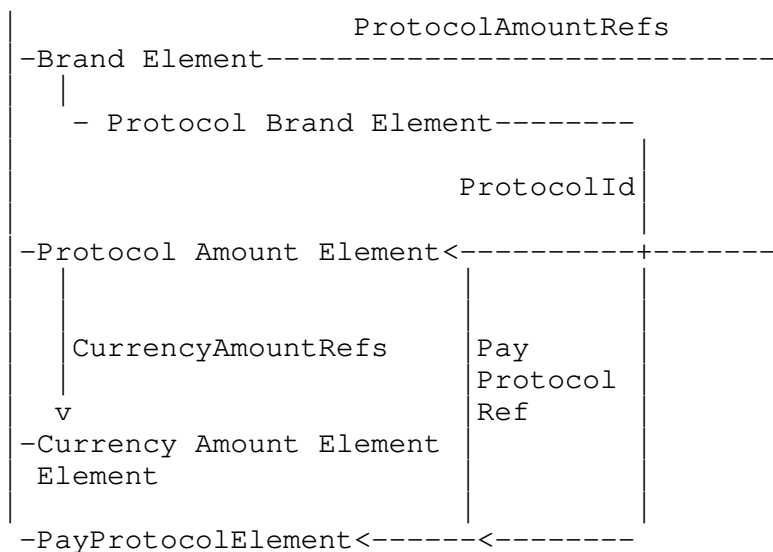 ProtocolAmountRefs
-Brand Element-----------------------------
- Protocol Brand Element--------
ProtocolId
-Protocol Amount Element<----------+-------
CurrencyAmountRefs Pay
Protocol
v Ref
-Currency Amount Element
Element
-PayProtocolElement<------<--------